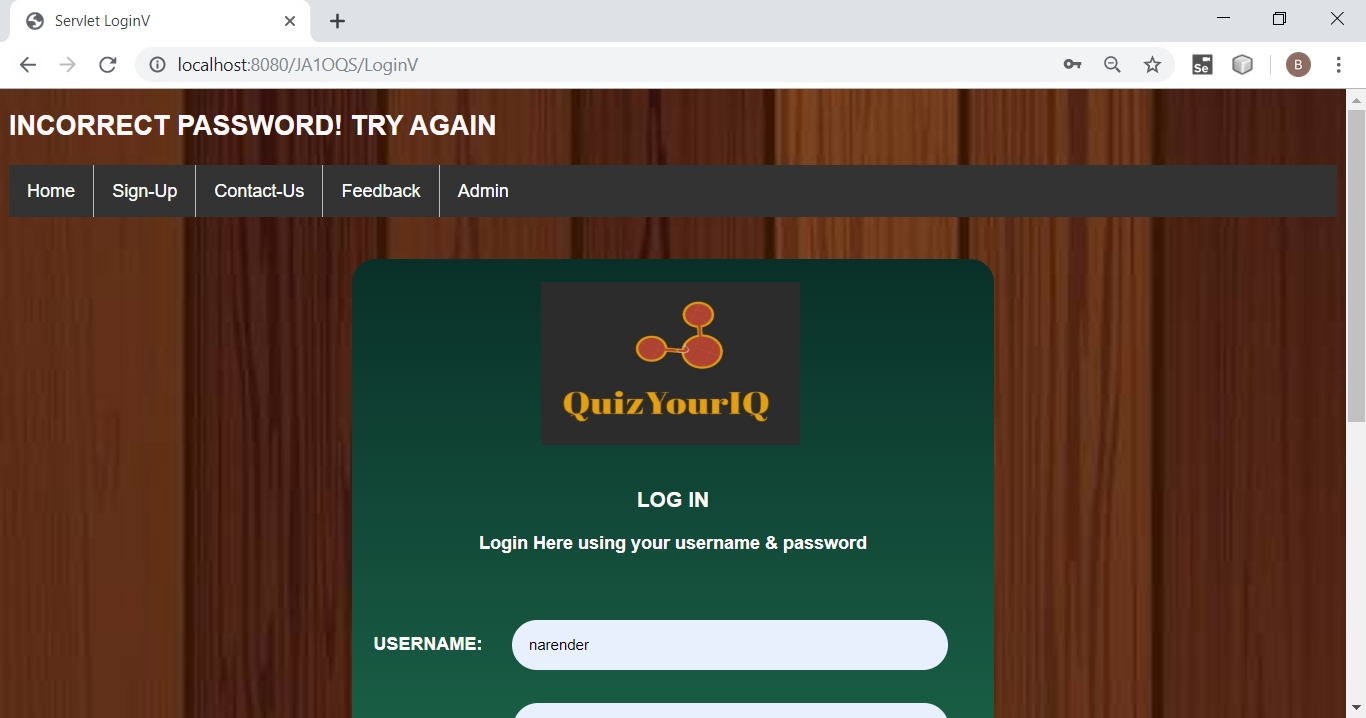 Servlet LoginV
localhost:8080/JA1OQS/LoginV
Se
B
INCORRECT PASSWORD! TRY AGAIN
Home Sign-Up Contact-Us Feedback Admin
QuizYourIQ
LOG IN
Login Here using your username & password
USERNAME: narender